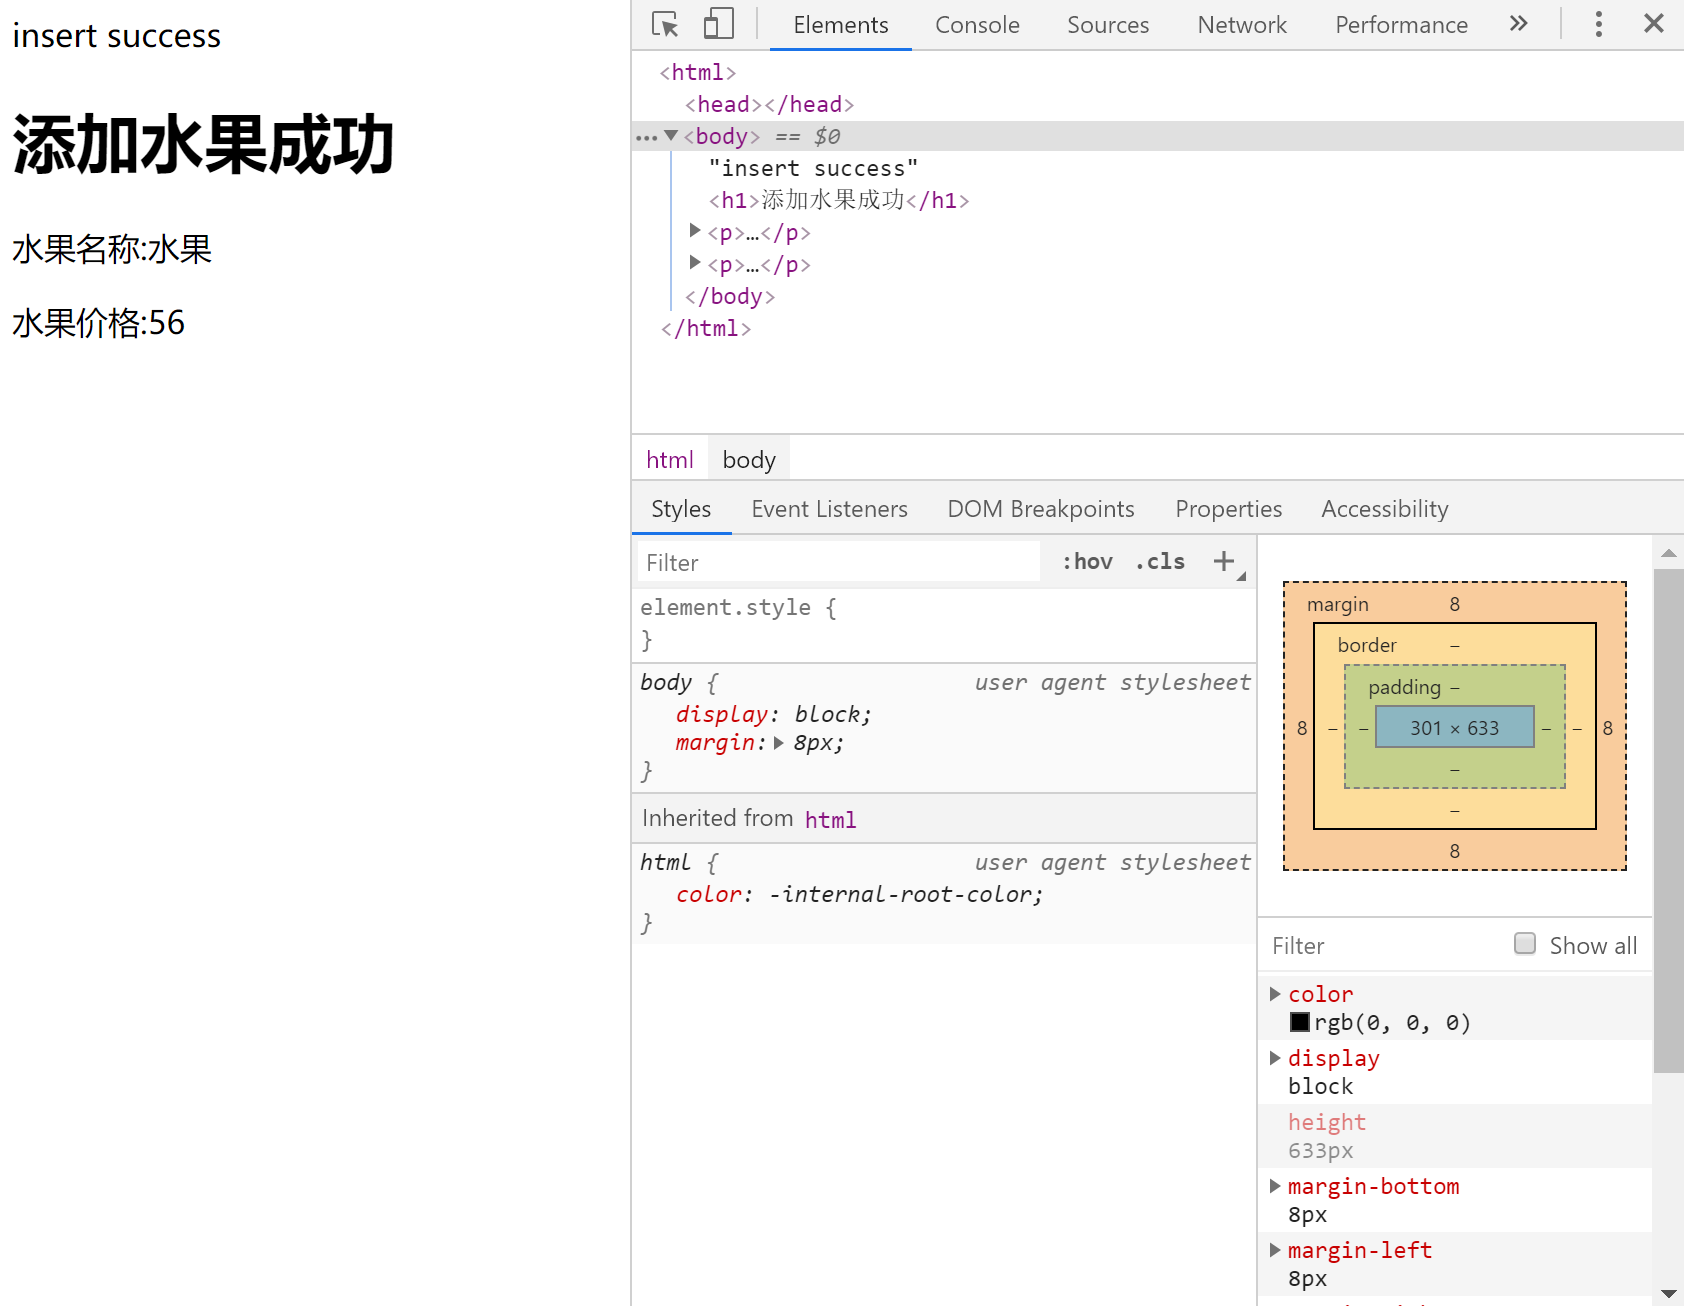 insert success
添加水果成功
水果名称:水果
水果价格:56
Elements Console Sources Network Performance »
<html>
<head></head>
<body> == $0
"insert success"
<h1>添加水果成功</h1>
<p>…</p>
<p>…</p>
</body>
</html>
html body
Styles Event Listeners DOM Breakpoints Properties Accessibility
Filter :hov .cls +
element.style {
}
body { user agent stylesheet
display: block;
margin: 8px;
}
Inherited from html
html { user agent stylesheet
color: -internal-root-color;
}
margin 8
border –
padding –
8 – – 301 × 633 – – 8
–
–
8
Filter Show all
color
rgb(0, 0, 0)
display
block
height
633px
margin-bottom
8px
margin-left
8px